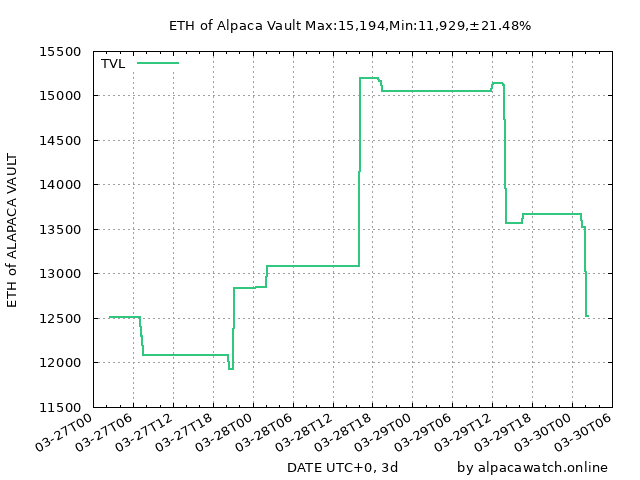 ETH of Alpaca Vault Max:15,194,Min:11,929,±21.48%
TVL
15500
15000
14500
14000
13500
13000
12500
12000
11500
ETH of ALAPACA VAULT
03-27T00
03-27T06
03-27T12
03-27T18
03-28T00
03-28T06
03-28T12
03-28T18
03-29T00
03-29T06
03-29T12
03-29T18
03-30T00
03-30T06
DATE UTC+0, 3d
by alpacawatch.online